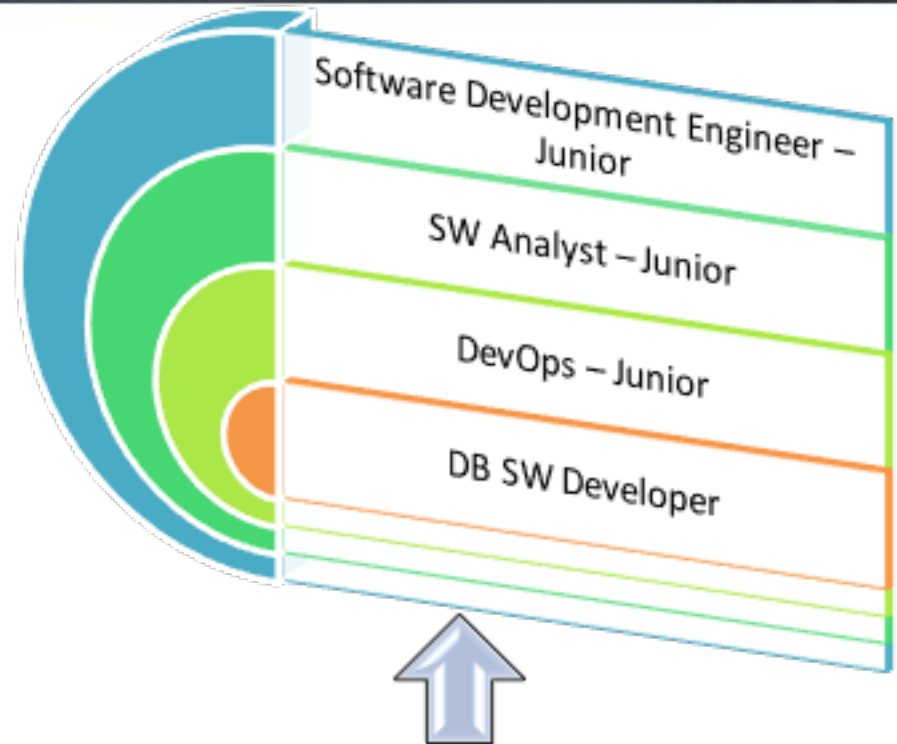 Software Development Engineer –
Junior
SW Analyst – Junior
DevOps – Junior
DB SW Developer